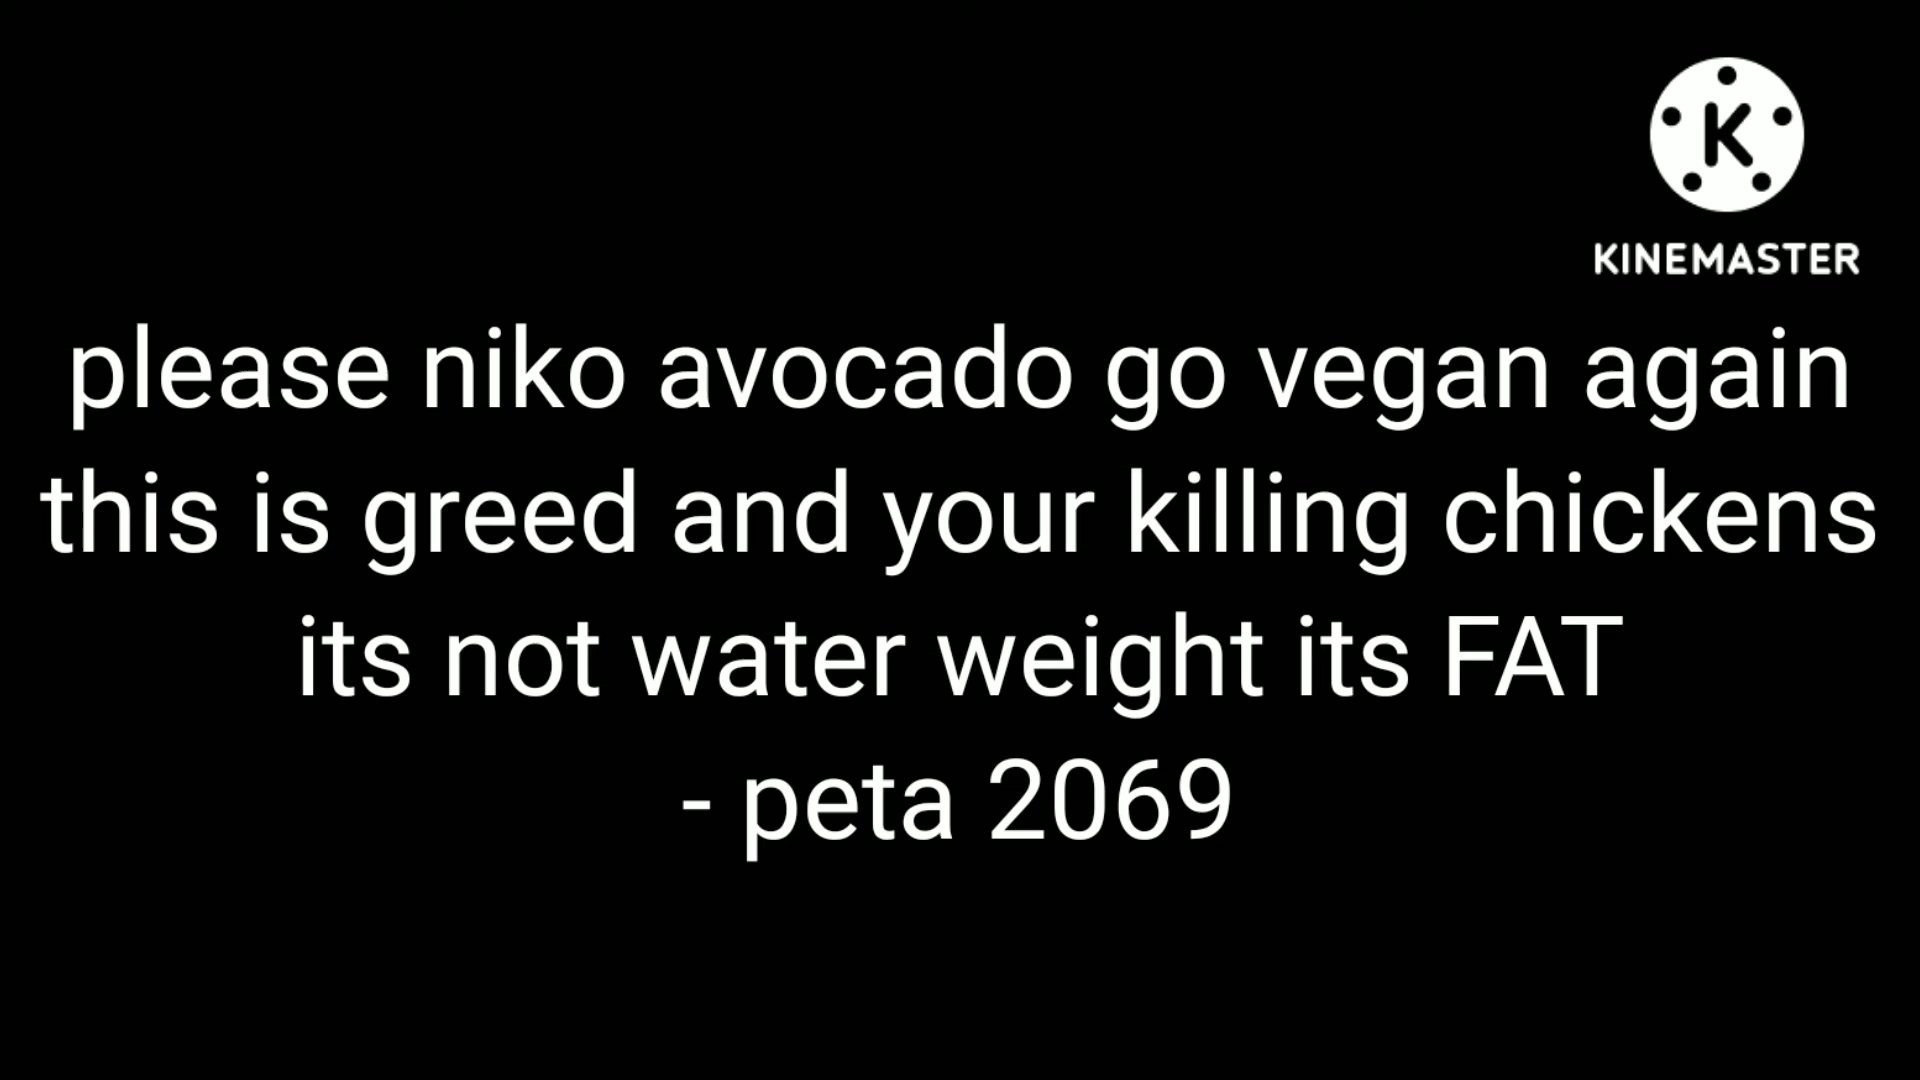 K
KINEMASTER
please niko avocado go vegan again
this is greed and your killing chickens
its not water weight its FAT
- peta 2069